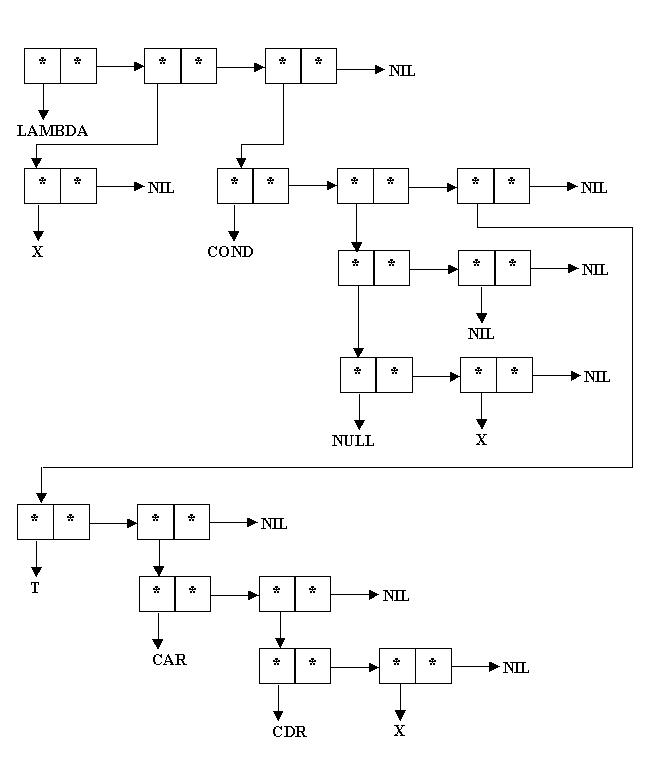 * * * * * * NIL
LAMBDA
* * NIL * * * * * * NIL
X COND
* * * * NIL
NIL
* * * * NIL
NULL X
* * * * NIL
T
* * * * NIL
CAR
* * * * NIL
CDR X